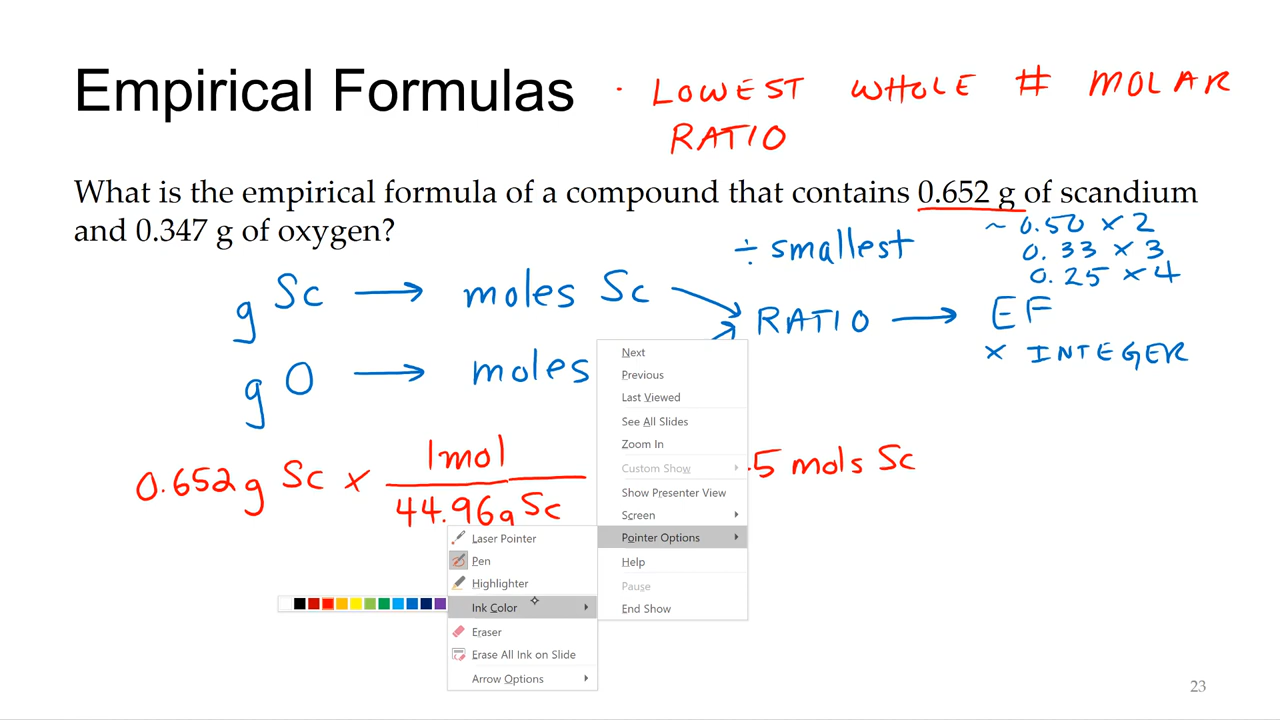 Empirical Formulas · LOWEST WHOLE # MOLAR
RATIO
What is the empirical formula of a compound that contains 0.652 g of scandium
and 0.347 g of oxygen?
~ 0.50 × 2
÷ smallest
0.33 × 3
0.25 × 4
g Sc → moles Sc
RATIO → EF
× INTEGER
g O → moles
0.652 g Sc × 1 mol
44.96 g Sc
.5 mols Sc
Next
Previous
Last Viewed
See All Slides
Zoom In
Custom Show
Show Presenter View
Screen
Pointer Options
Help
Pause
End Show
Laser Pointer
Pen
Highlighter
Ink Color
Eraser
Erase All Ink on Slide
Arrow Options
23